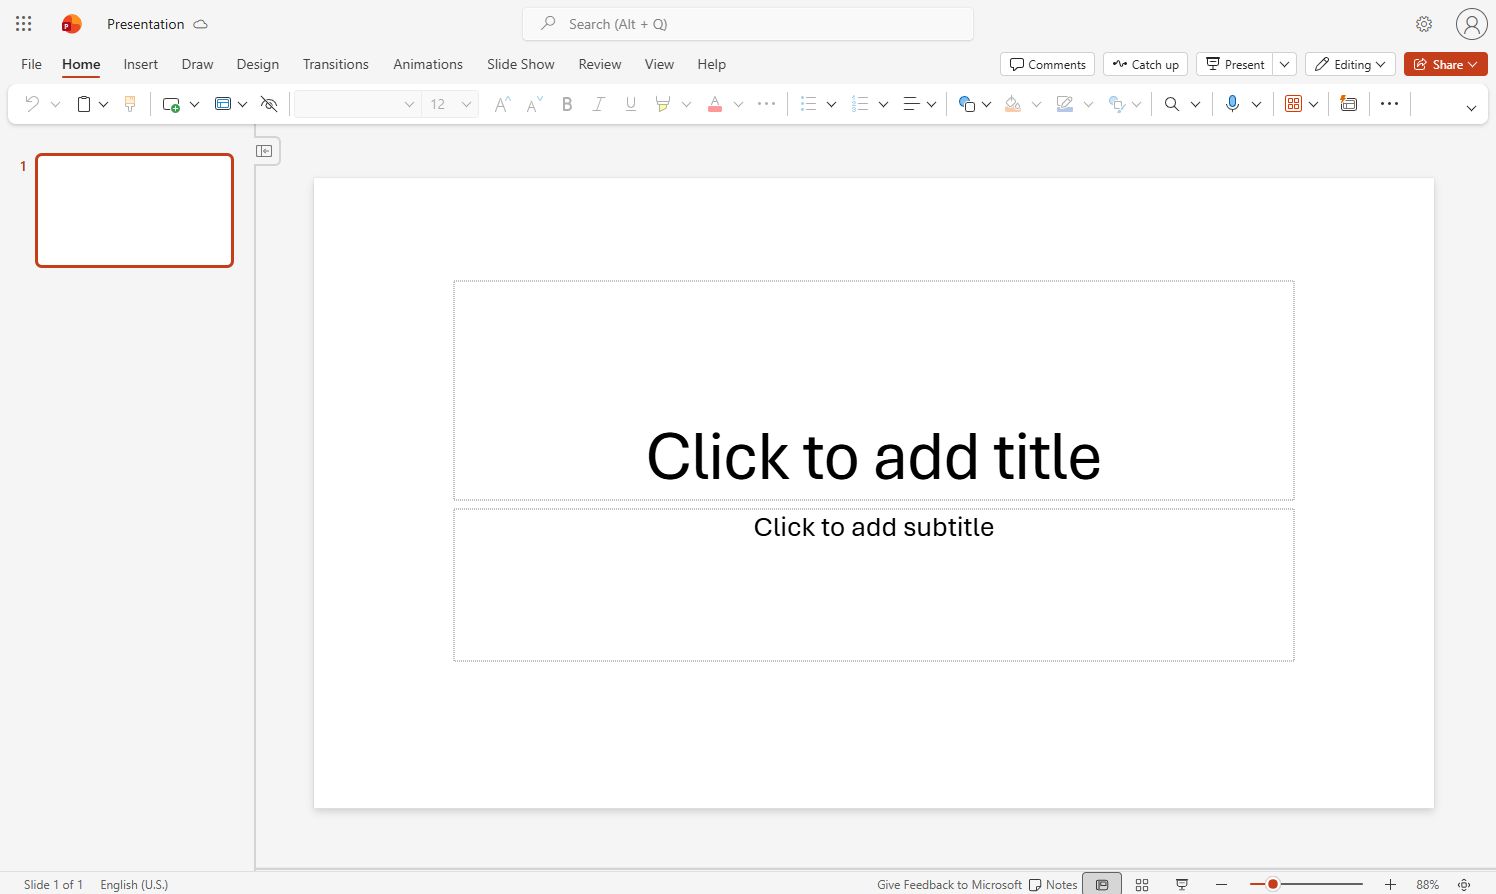 Presentation
Search (Alt + Q)
File Home Insert Draw Design Transitions Animations Slide Show Review View Help
Comments Catch up Present Editing Share
12 B I U A
1
Click to add title
Click to add subtitle
Slide 1 of 1 English (U.S.) Give Feedback to Microsoft Notes 88%